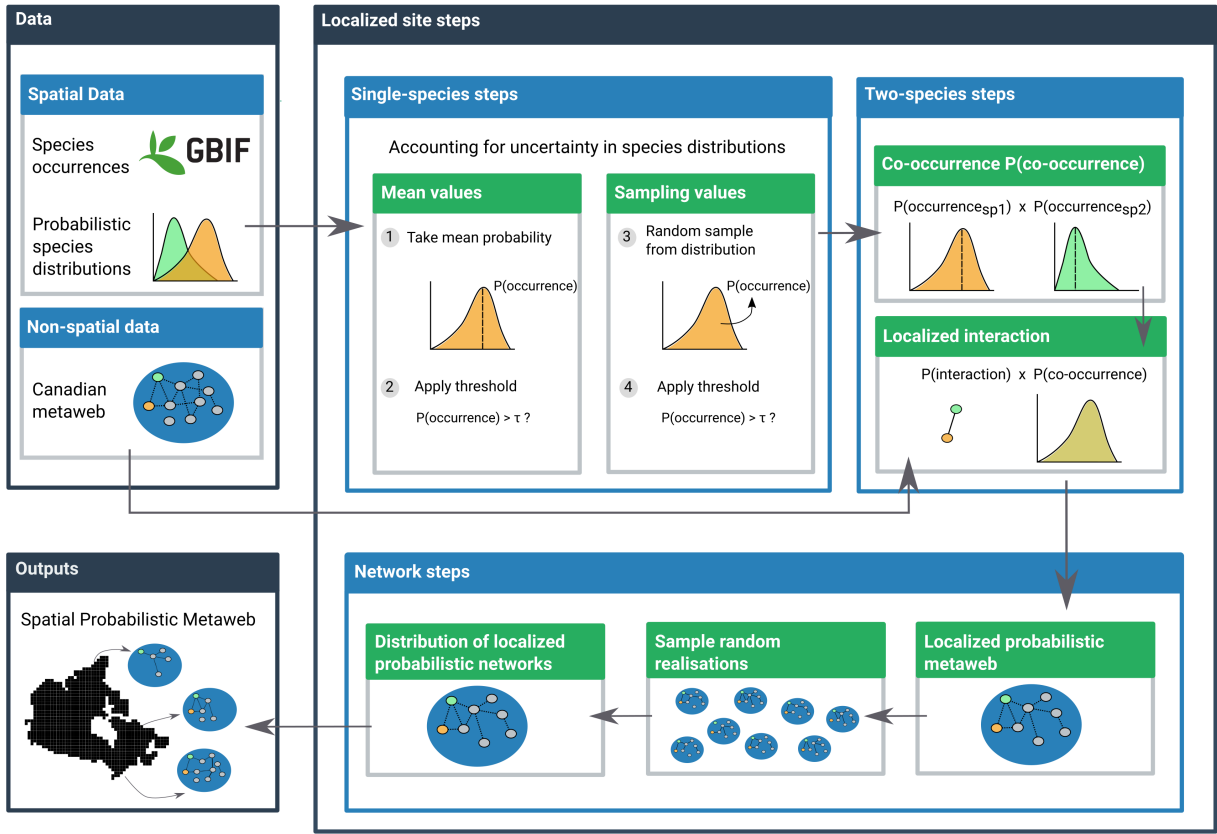 Data
Spatial Data
Species
occurrences
GBIF
Probabilistic
species
distributions
Non-spatial data
Canadian
metaweb
Localized site steps
Single-species steps
Accounting for uncertainty in species distributions
Mean values
1 Take mean probability
P(occurrence)
2 Apply threshold
P(occurrence) > τ ?
Sampling values
3 Random sample
from distribution
P(occurrence)
4 Apply threshold
P(occurrence) > τ ?
Two-species steps
Co-occurrence P(co-occurrence)
P(occurrencesp1) x P(occurrencesp2)
Localized interaction
P(interaction) x P(co-occurrence)
Network steps
Localized probabilistic
metaweb
Sample random
realisations
Distribution of localized
probabilistic networks
Outputs
Spatial Probabilistic Metaweb